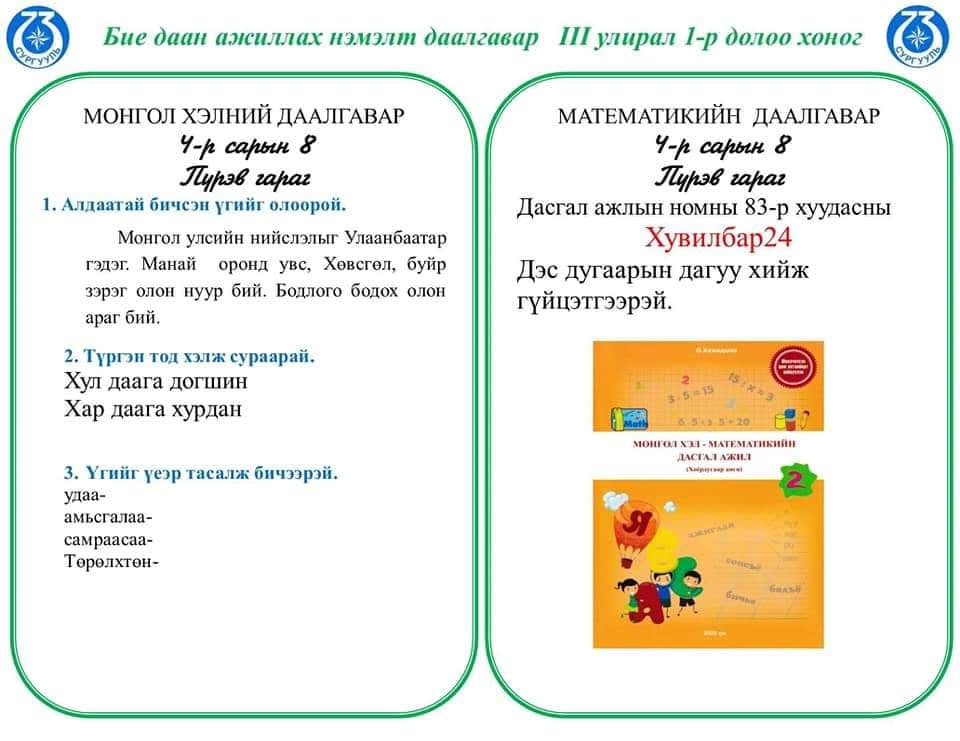 73
СУРГУУЛЬ
Бие даан ажиллах нэмэлт даалгавар III улирал 1-р долоо хоног
73
СУРГУУЛЬ
МОНГОЛ ХЭЛНИЙ ДААЛГАВАР
4-р сарын 8
Пүрэв гараг
1. Алдаатай бичсэн үгийг олоорой.
Монгол улсийн нийслэлыг Улаанбаатар
гэдэг. Манай оронд увс, Хөвсгөл, буйр
зэрэг олон нуур бий. Бодлого бодох олон
араг бий.
2. Түргэн тод хэлж сураарай.
Хул даага догшин
Хар даага хурдан
3. Үгийг үеэр тасалж бичээрэй.
удаа-
амьсгалаа-
самраасаа-
Төрөлхтөн-
МАТЕМАТИКИЙН ДААЛГАВАР
4-р сарын 8
Пүрэв гараг
Дасгал ажлын номны 83-р хуудасны
Хувилбар24
Дэс дугаарын дагуу хийж
гүйцэтгээрэй.
1
2
15 : x = 3
3 · 5 = 15
3
Math
6 · 5 < 3 · 5 + 20
МОНГОЛ ХЭЛ - МАТЕМАТИКИЙН
ДАСГАЛ АЖИЛ
(Хоёрдугаар анги)
2
Я
ажиглан
В
сонсъё
А
С
бичье
бодъё
2020 он